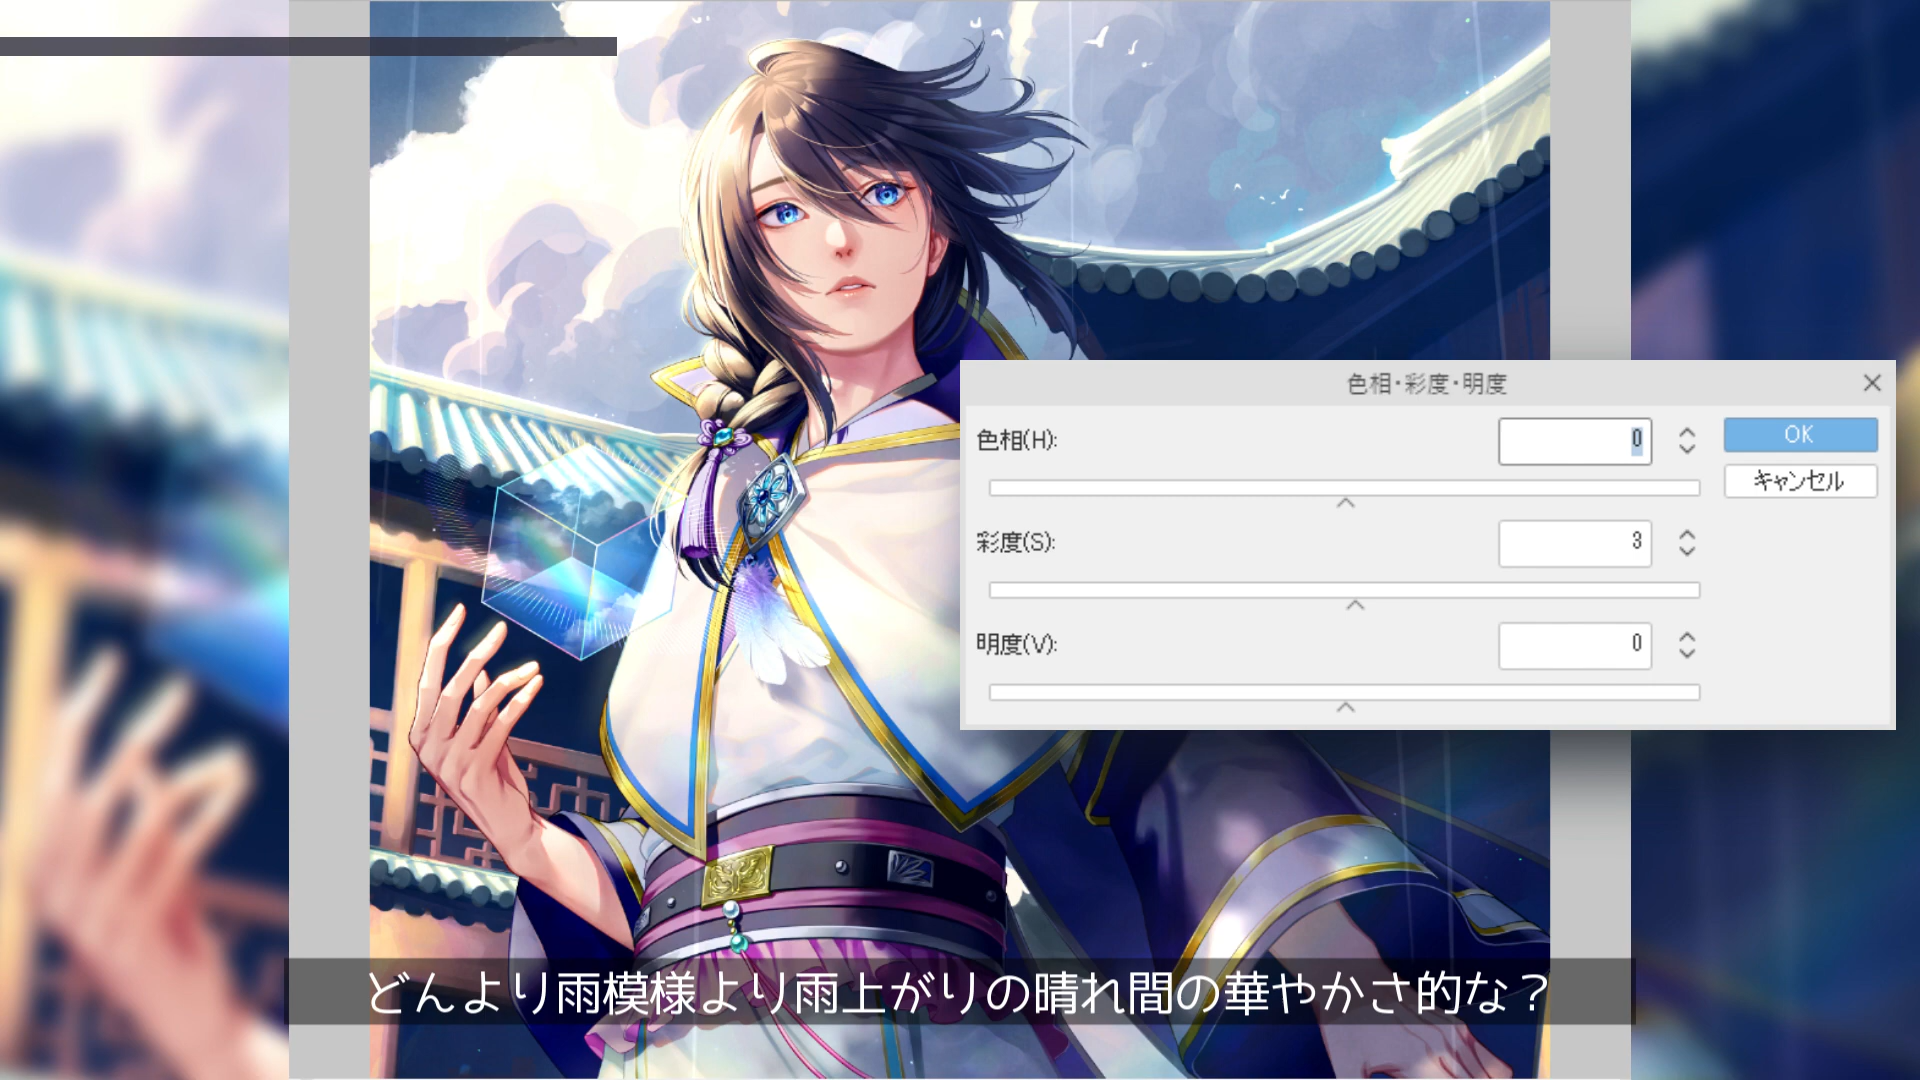 色相･彩度･明度
色相(H):
0
OK
キャンセル
彩度(S):
3
明度(V):
0
どんより雨模様より雨上がりの晴れ間の華やかさ的な？